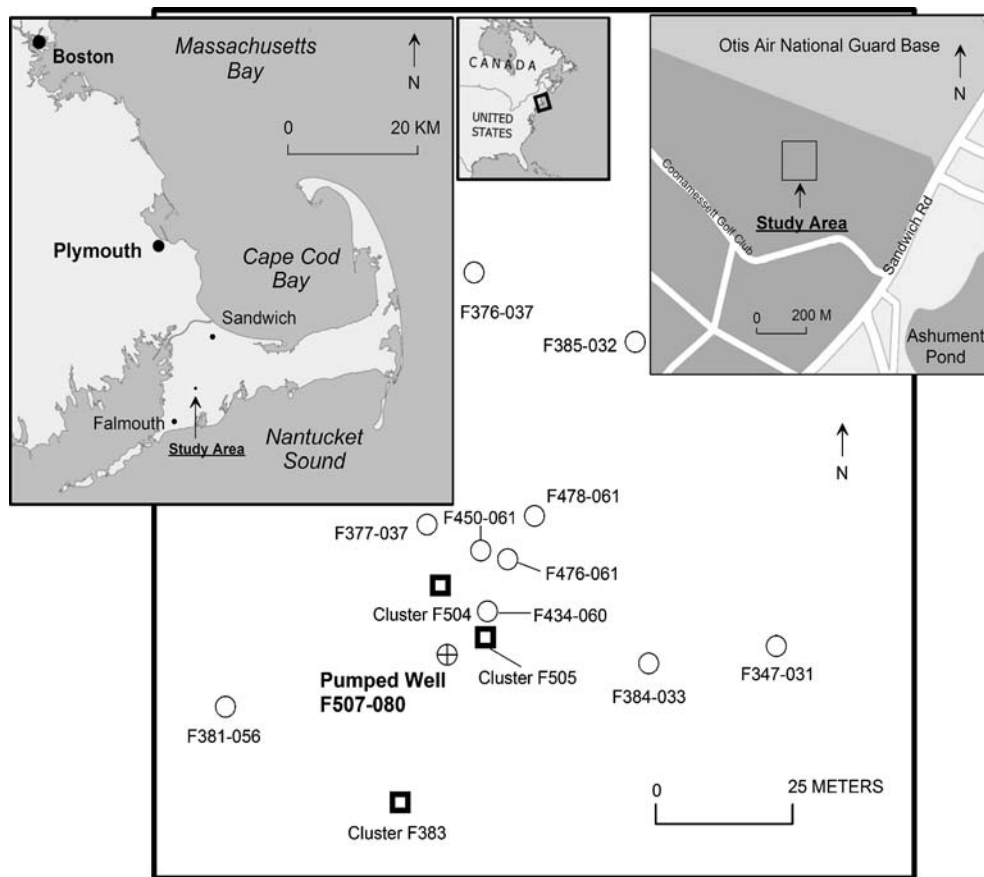 Boston
Massachusetts
Bay
N
0
20 KM
Plymouth
Cape Cod
Bay
Sandwich
Falmouth
Study Area
Nantucket
Sound
CANADA
UNITED
STATES
Otis Air National Guard Base
N
Coonamessett Golf Club
Study Area
Sandwich Rd
0
200 M
Ashument
Pond
F376-037
F385-032
N
F478-061
F450-061
F377-037
F476-061
Cluster F504
F434-060
Cluster F505
Pumped Well
F507-080
F384-033
F347-031
F381-056
0
25 METERS
Cluster F383